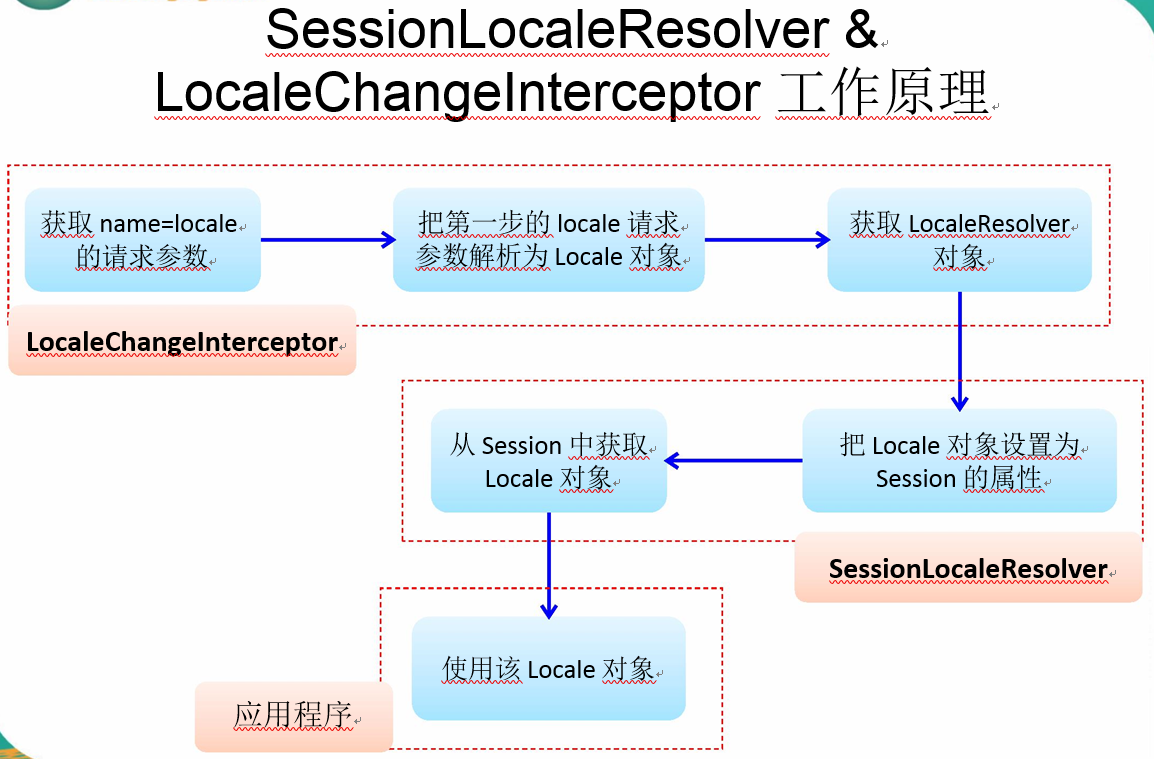 SessionLocaleResolver &
LocaleChangeInterceptor 工作原理
获取 name=locale
的请求参数
把第一步的 locale 请求
参数解析为 Locale 对象
获取 LocaleResolver
对象
LocaleChangeInterceptor
从 Session 中获取
Locale 对象
把 Locale 对象设置为
Session 的属性
SessionLocaleResolver
使用该 Locale 对象
应用程序